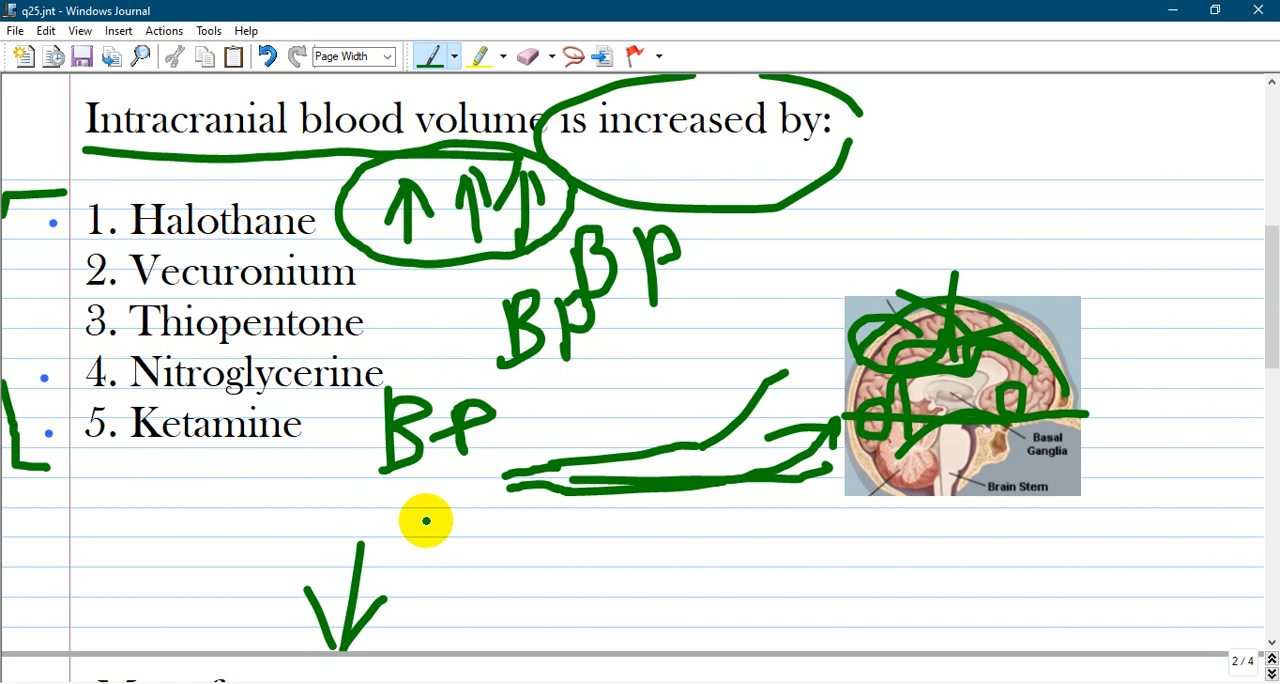 q25.jnt - Windows Journal
File Edit View Insert Actions Tools Help
Page Width
Intracranial blood volume is increased by:
1. Halothane
2. Vecuronium
3. Thiopentone
4. Nitroglycerine
5. Ketamine
BP
BP
BP
Basal
Ganglia
Brain Stem
2 / 4